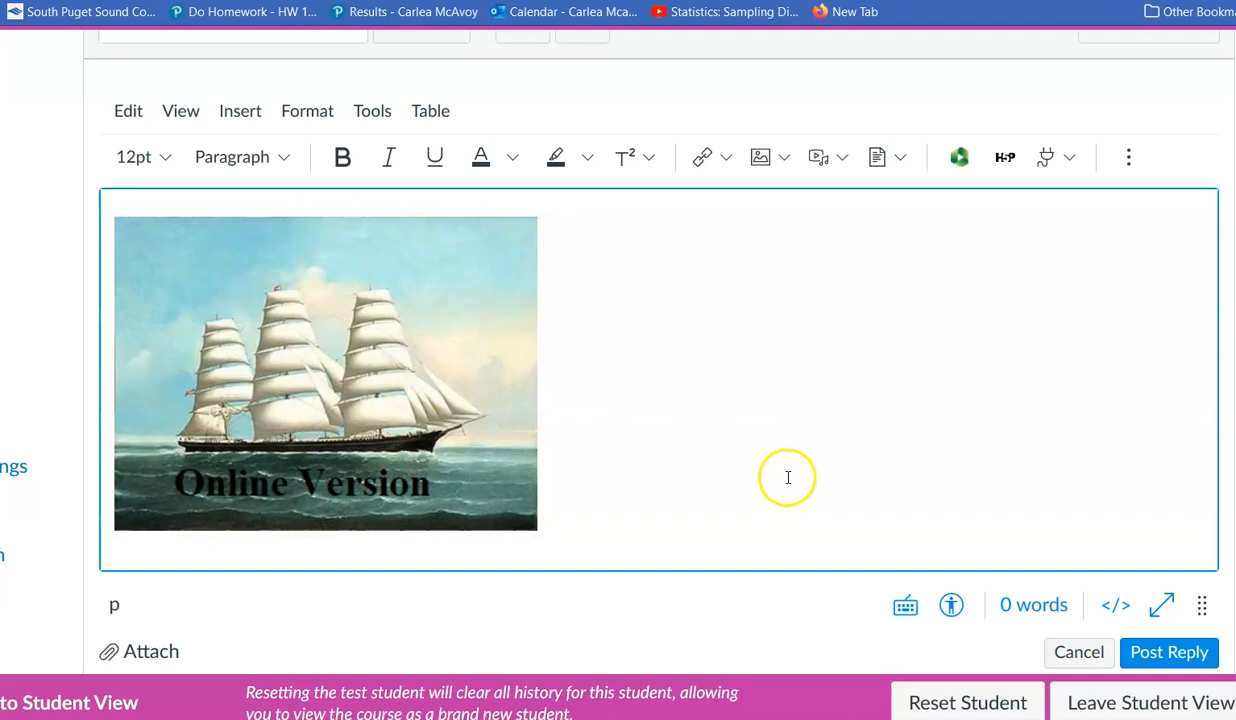 South Puget Sound Co...
Do Homework - HW 1...
Results - Carlea McAvoy
Calendar - Carlea Mca...
Statistics: Sampling Di...
New Tab
Other Bookma
Edit View Insert Format Tools Table
12pt Paragraph B I U A T² H5P
Online Version
ngs
n
p
0 words </>
Attach
Cancel Post Reply
to Student View
Resetting the test student will clear all history for this student, allowing
you to view the course as a brand new student.
Reset Student
Leave Student View